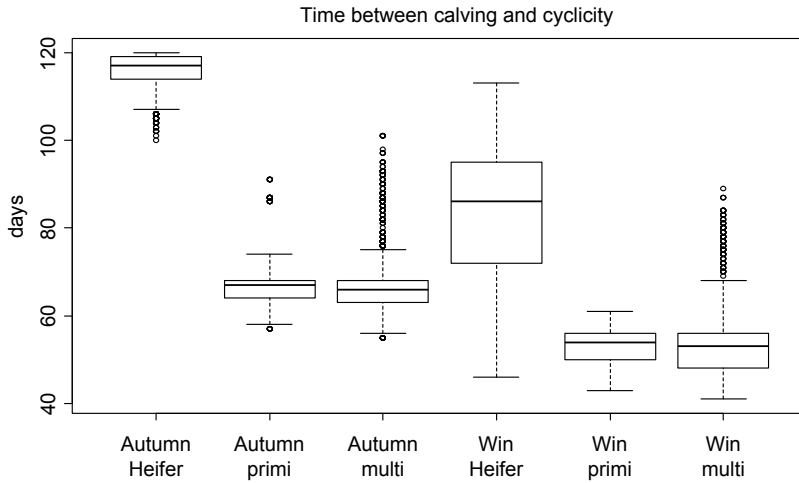 Time between calving and cyclicity
days
120
100
80
60
40
Autumn Heifer
Autumn primi
Autumn multi
Win Heifer
Win primi
Win multi